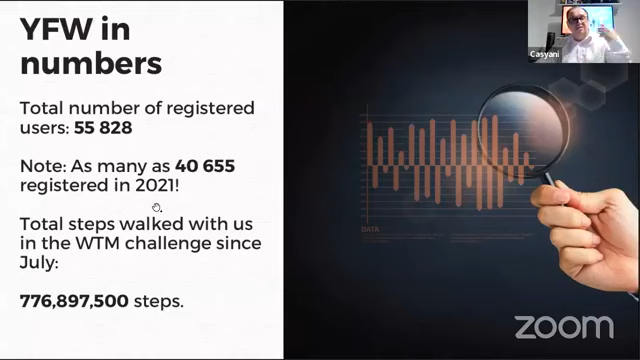 YFW in
numbers
Total number of registered
users: 55 828
Note: As many as 40 655
registered in 2021!
Total steps walked with us
in the WTM challenge since
July:
776,897,500 steps.
DATA
Casyani
zoom